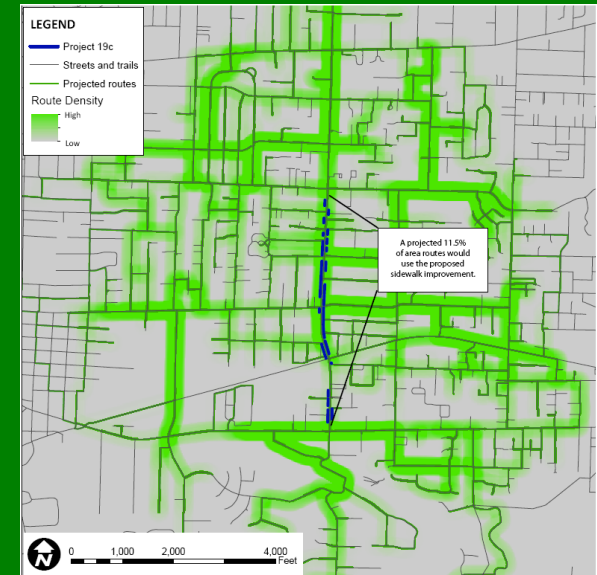 LEGEND
Project 19c
Streets and trails
Projected routes
Route Density
High
Low
A projected 11.5%
of area routes would
use the proposed
sidewalk improvement.
N
0 1,000 2,000 4,000
Feet